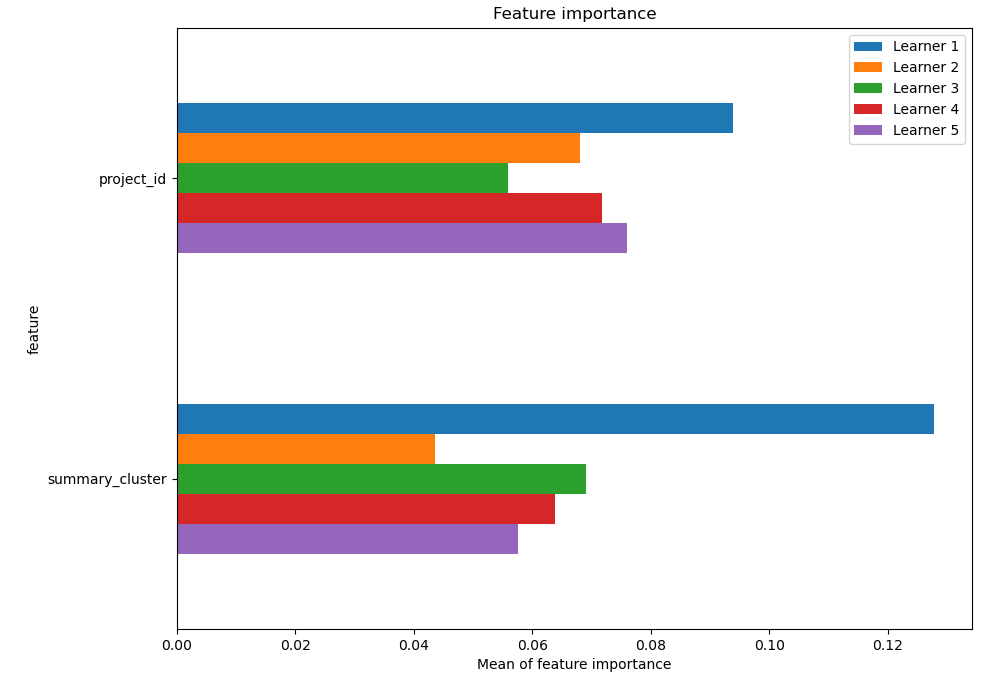 Feature importance
Learner 1
Learner 2
Learner 3
Learner 4
Learner 5
project_id
feature
summary_cluster
0.00 0.02 0.04 0.06 0.08 0.10 0.12
Mean of feature importance